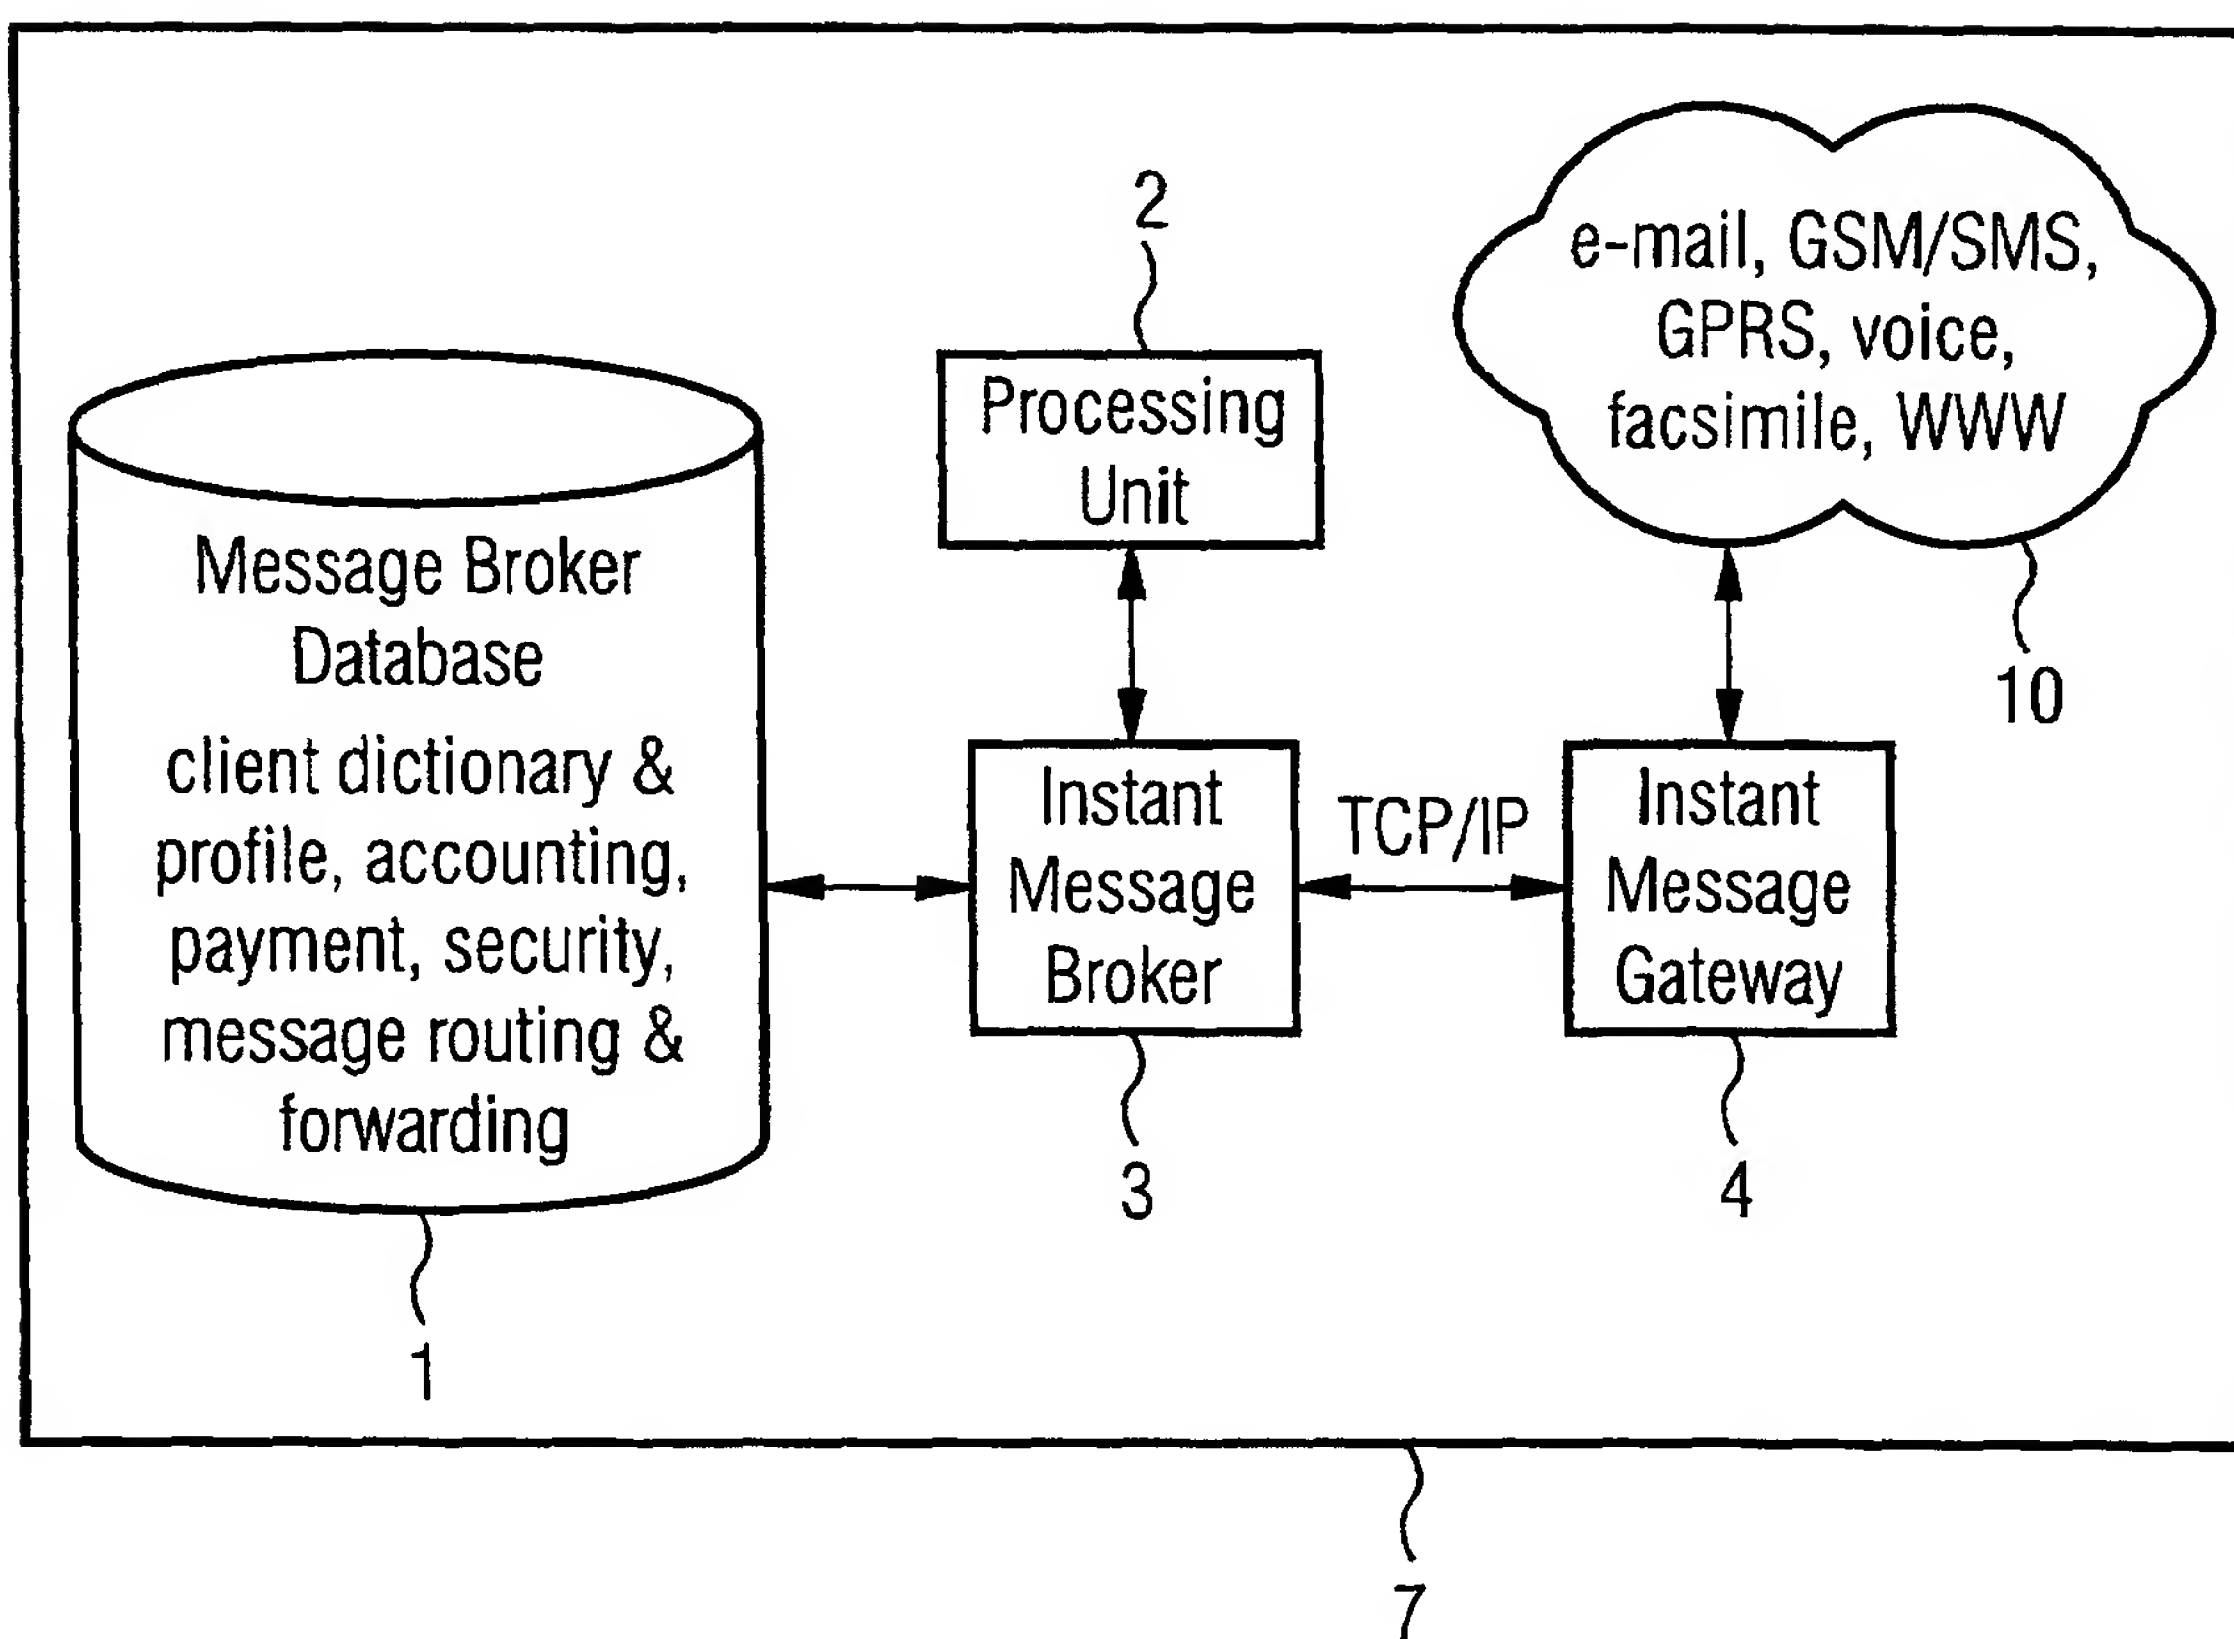 2
e-mail, GSM/SMS,
GPRS, voice,
facsimile, WWW
10
Processing
Unit
Message Broker
Database
client dictionary &
profile, accounting,
payment, security,
message routing &
forwarding
1
Instant
Message
Broker
3
TCP/IP
Instant
Message
Gateway
4
7